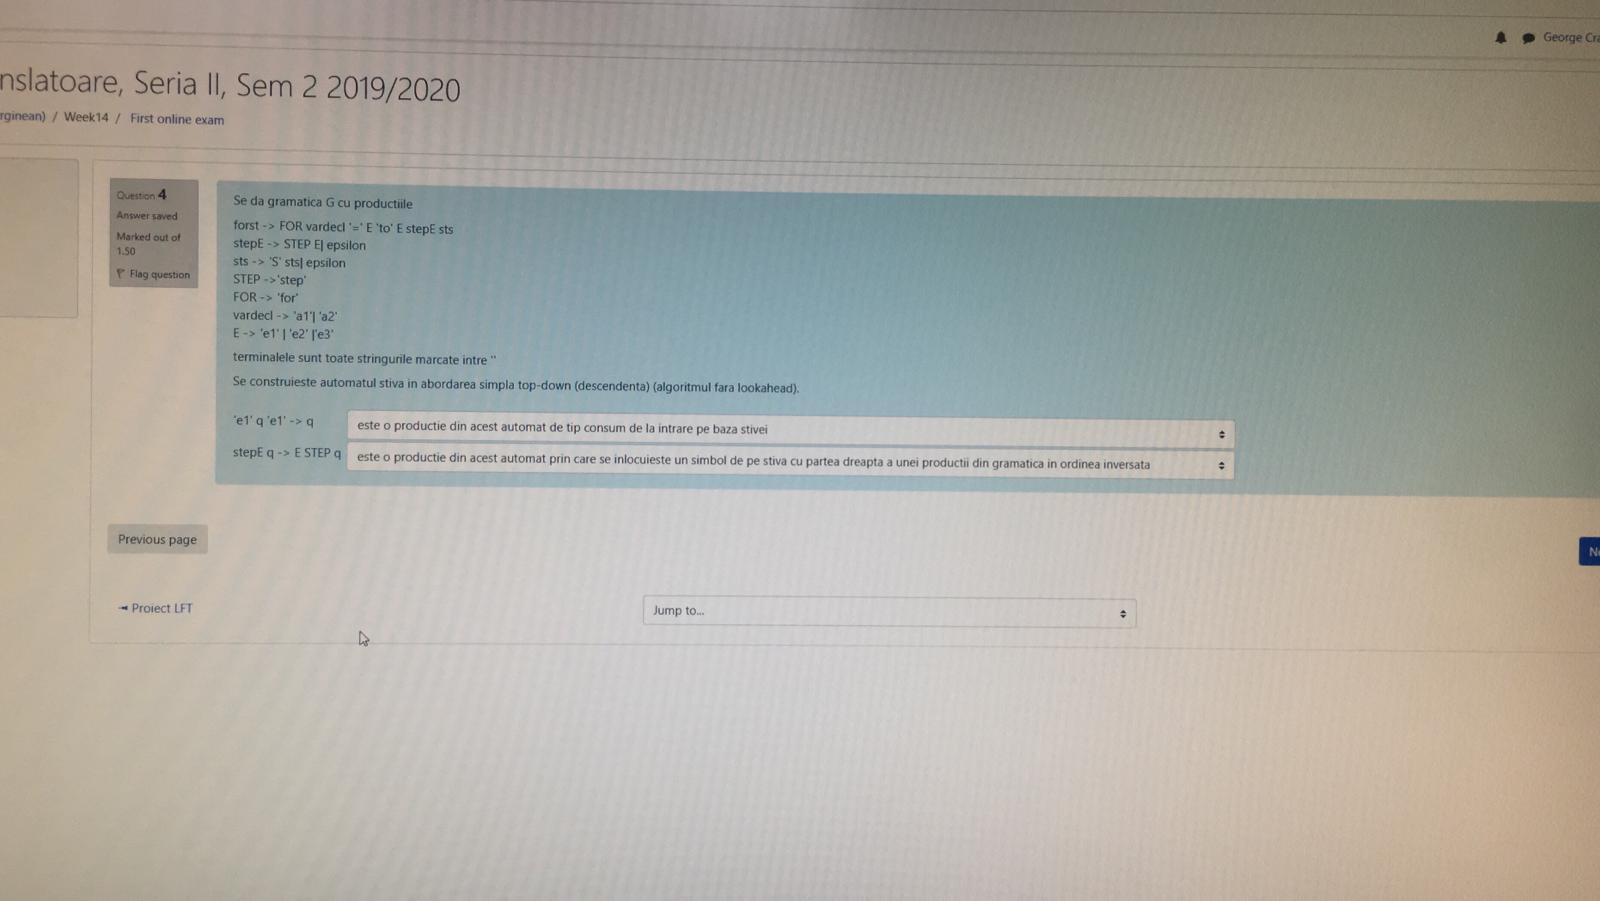 George
nslatoare, Seria II, Sem 2 2019/2020
rginean) / Week14 / First online exam
Question 4
Answer saved
Marked out of
1.50
Flag question
Se da gramatica G cu productiile
forst -> FOR vardecl '=' E 'to' E stepE sts
stepE -> STEP E| epsilon
sts -> 'S' sts| epsilon
STEP ->'step'
FOR -> 'for'
vardecl -> 'a1'| 'a2'
E -> 'e1' | 'e2' |'e3'
terminalele sunt toate stringurile marcate intre ''
Se construieste automatul stiva in abordarea simpla top-down (descendenta) (algoritmul fara lookahead).
'e1' q 'e1' -> q este o productie din acest automat de tip consum de la intrare pe baza stivei
stepE q -> E STEP q este o productie din acest automat prin care se inlocuieste un simbol de pe stiva cu partea dreapta a unei productii din gramatica in ordinea inversata
Previous page
Proiect LFT
Jump to...